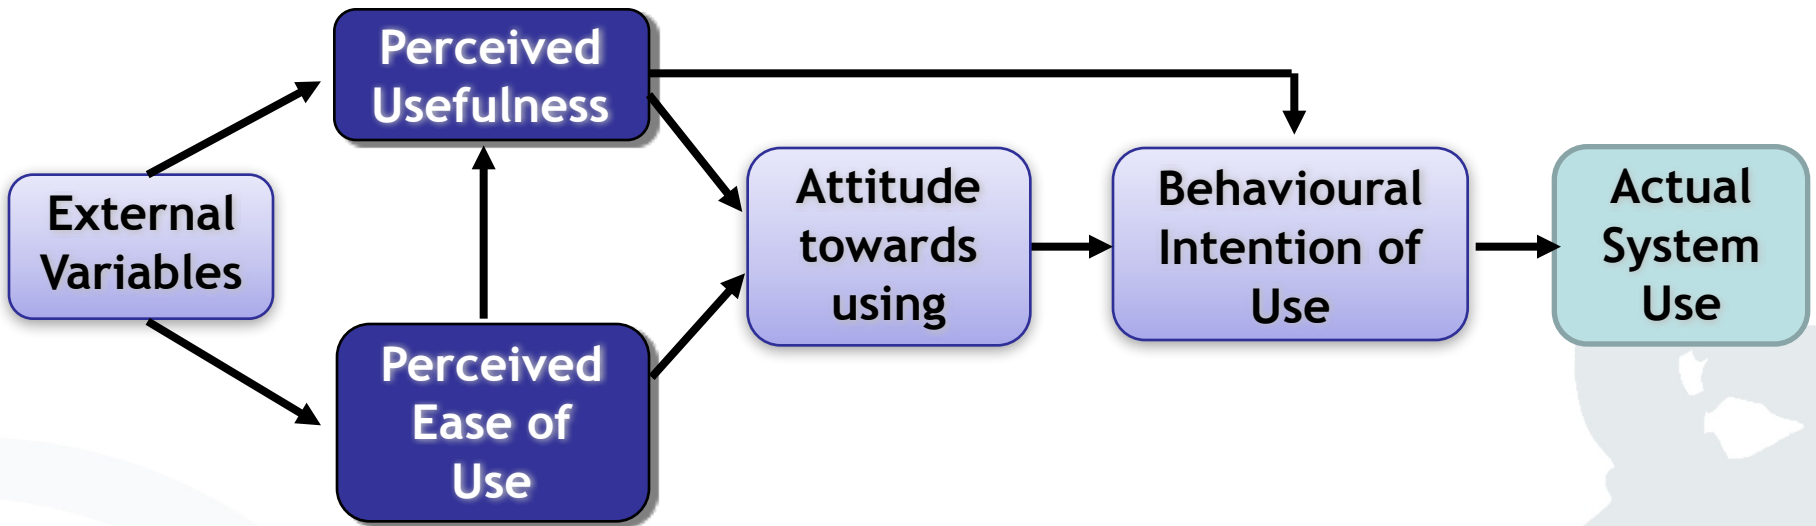 Perceived
Usefulness
External
Variables
Perceived
Ease of
Use
Attitude
towards
using
Behavioural
Intention of
Use
Actual
System
Use